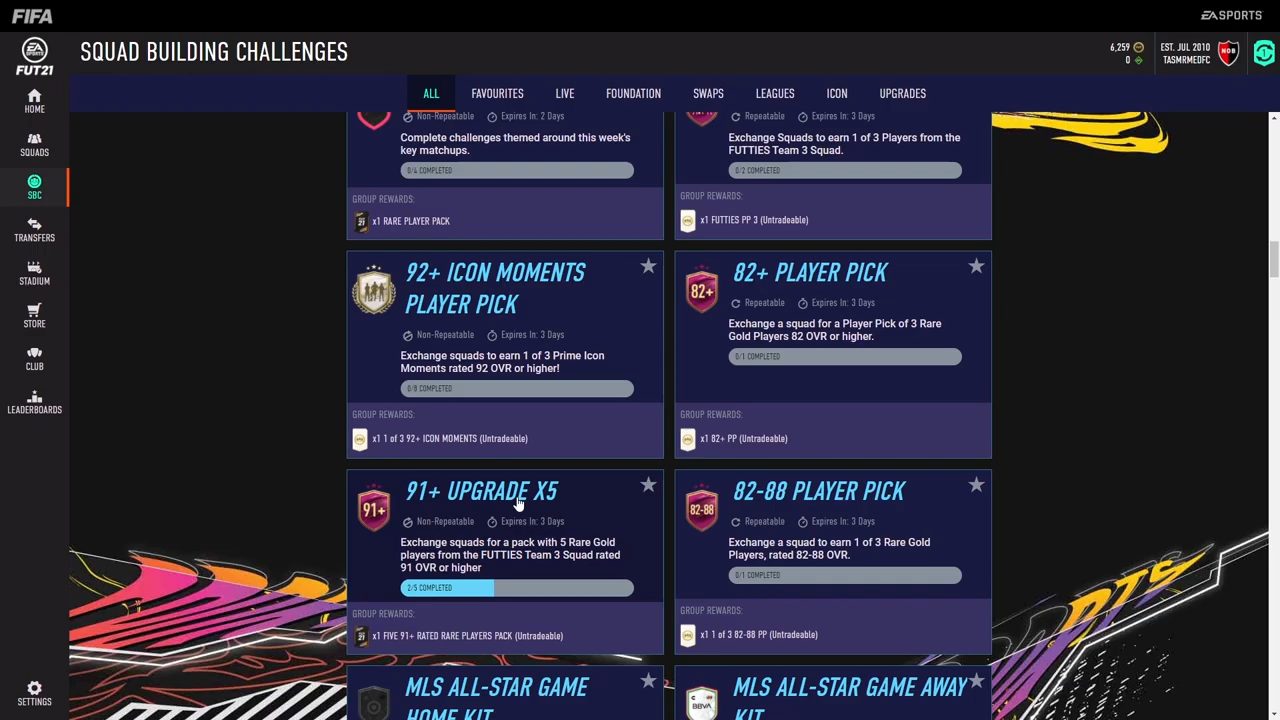 FIFA
EA SPORTS
EA SPORTS
FUT21
SQUAD BUILDING CHALLENGES
6,259
0
EST. JUL 2010
TASMRMEDFC
NOB
1
ALL
FAVOURITES
LIVE
FOUNDATION
SWAPS
LEAGUES
ICON
UPGRADES
HOME
SQUADS
SBC
TRANSFERS
STADIUM
STORE
CLUB
LEADERBOARDS
SETTINGS
Non-Repeatable
Expires In: 2 Days
Complete challenges themed around this week's
key matchups.
0/4 COMPLETED
GROUP REWARDS:
x1 RARE PLAYER PACK
Repeatable
Expires In: 3 Days
Exchange Squads to earn 1 of 3 Players from the
FUTTIES Team 3 Squad.
0/2 COMPLETED
GROUP REWARDS:
x1 FUTTIES PP 3 (Untradeable)
92+ ICON MOMENTS
PLAYER PICK
Non-Repeatable
Expires In: 3 Days
Exchange squads to earn 1 of 3 Prime Icon
Moments rated 92 OVR or higher!
0/8 COMPLETED
GROUP REWARDS:
x1 1 of 3 92+ ICON MOMENTS (Untradeable)
82+
82+ PLAYER PICK
Repeatable
Expires In: 3 Days
Exchange a squad for a Player Pick of 3 Rare
Gold Players 82 OVR or higher.
0/1 COMPLETED
GROUP REWARDS:
x1 82+ PP (Untradeable)
91+
91+ UPGRADE X5
Non-Repeatable
Expires In: 3 Days
Exchange squads for a pack with 5 Rare Gold
players from the FUTTIES Team 3 Squad rated
91 OVR or higher
2/5 COMPLETED
GROUP REWARDS:
x1 FIVE 91+ RATED RARE PLAYERS PACK (Untradeable)
82-88
82-88 PLAYER PICK
Repeatable
Expires In: 3 Days
Exchange a squad to earn 1 of 3 Rare Gold
Players, rated 82-88 OVR.
0/1 COMPLETED
GROUP REWARDS:
x1 1 of 3 82-88 PP (Untradeable)
MLS ALL-STAR GAME
HOME KIT
BBVA
MLS ALL-STAR GAME AWAY
KIT